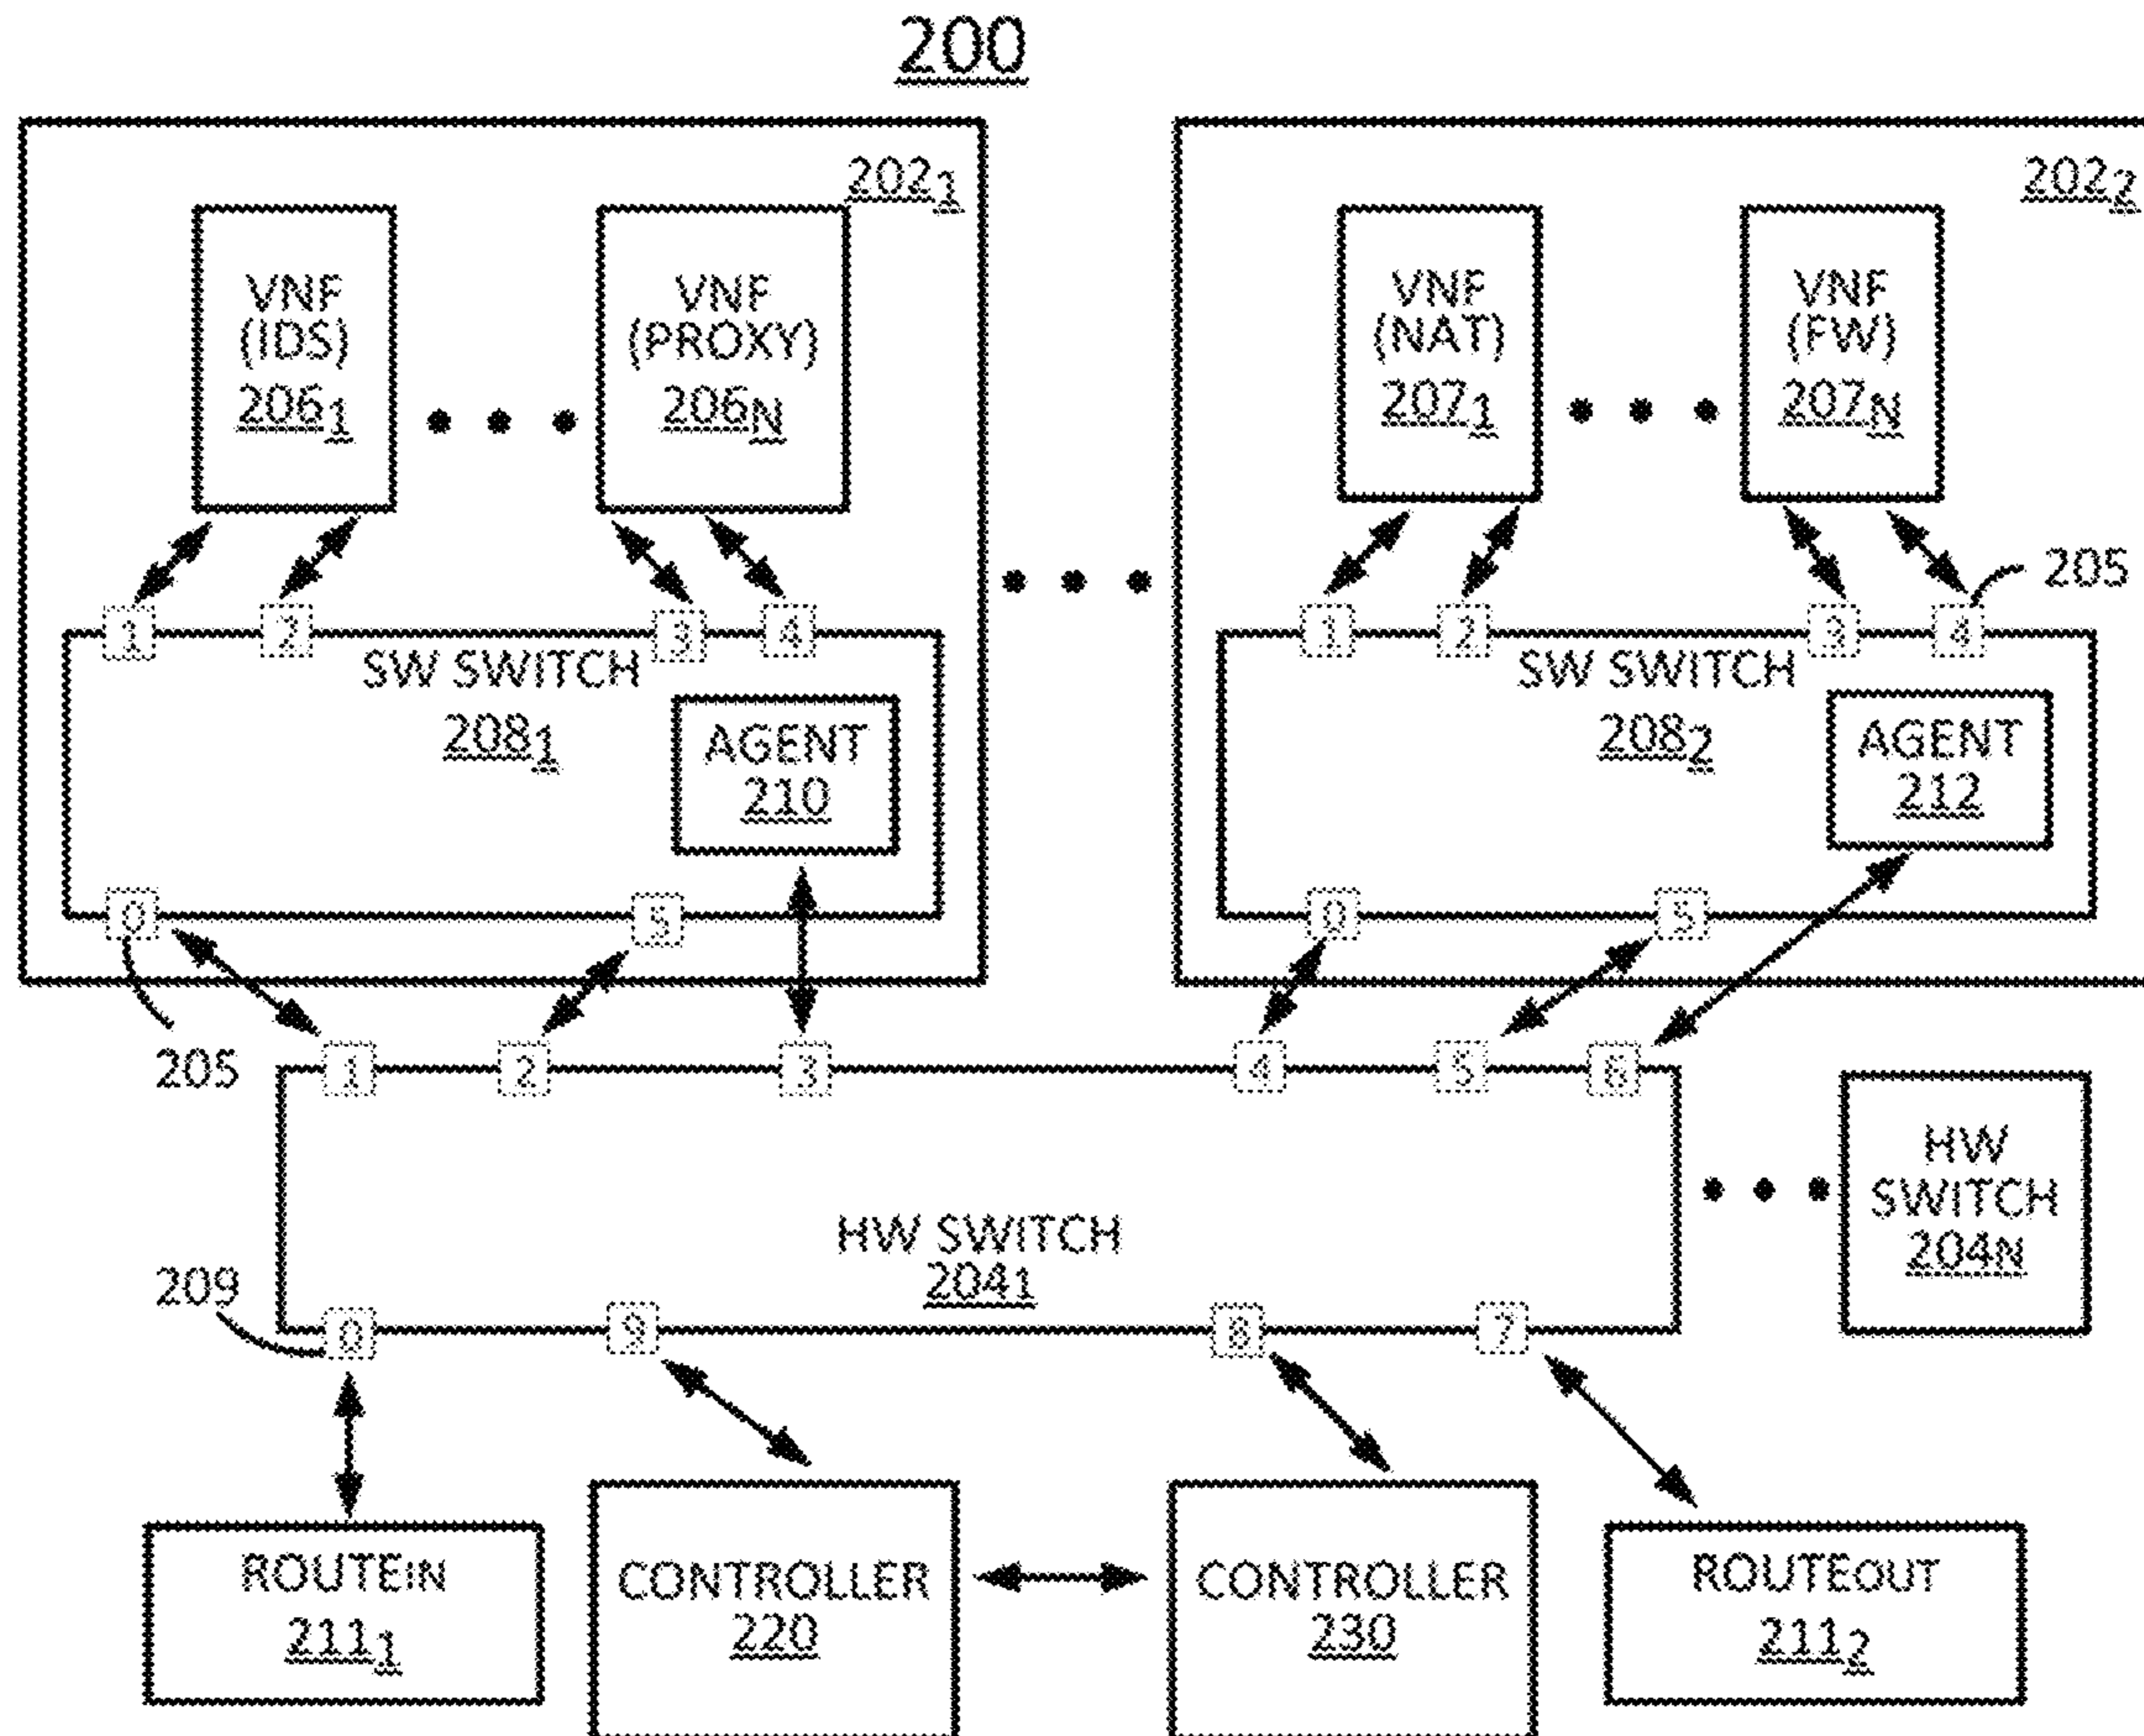 200
202₁
202₂
VNF
(IDS)
206₁
VNF
(PROXY)
206N
VNF
(NAT)
207₁
VNF
(FW)
207N
205
1
2
3
4
1
2
3
4
SW SWITCH
208₁
AGENT
210
SW SWITCH
208₂
AGENT
212
0
5
0
5
205
1
2
3
4
5
6
HW SWITCH
204₁
HW
SWITCH
204N
209
0
9
8
7
ROUTEIN
211₁
CONTROLLER
220
CONTROLLER
230
ROUTEOUT
211₂